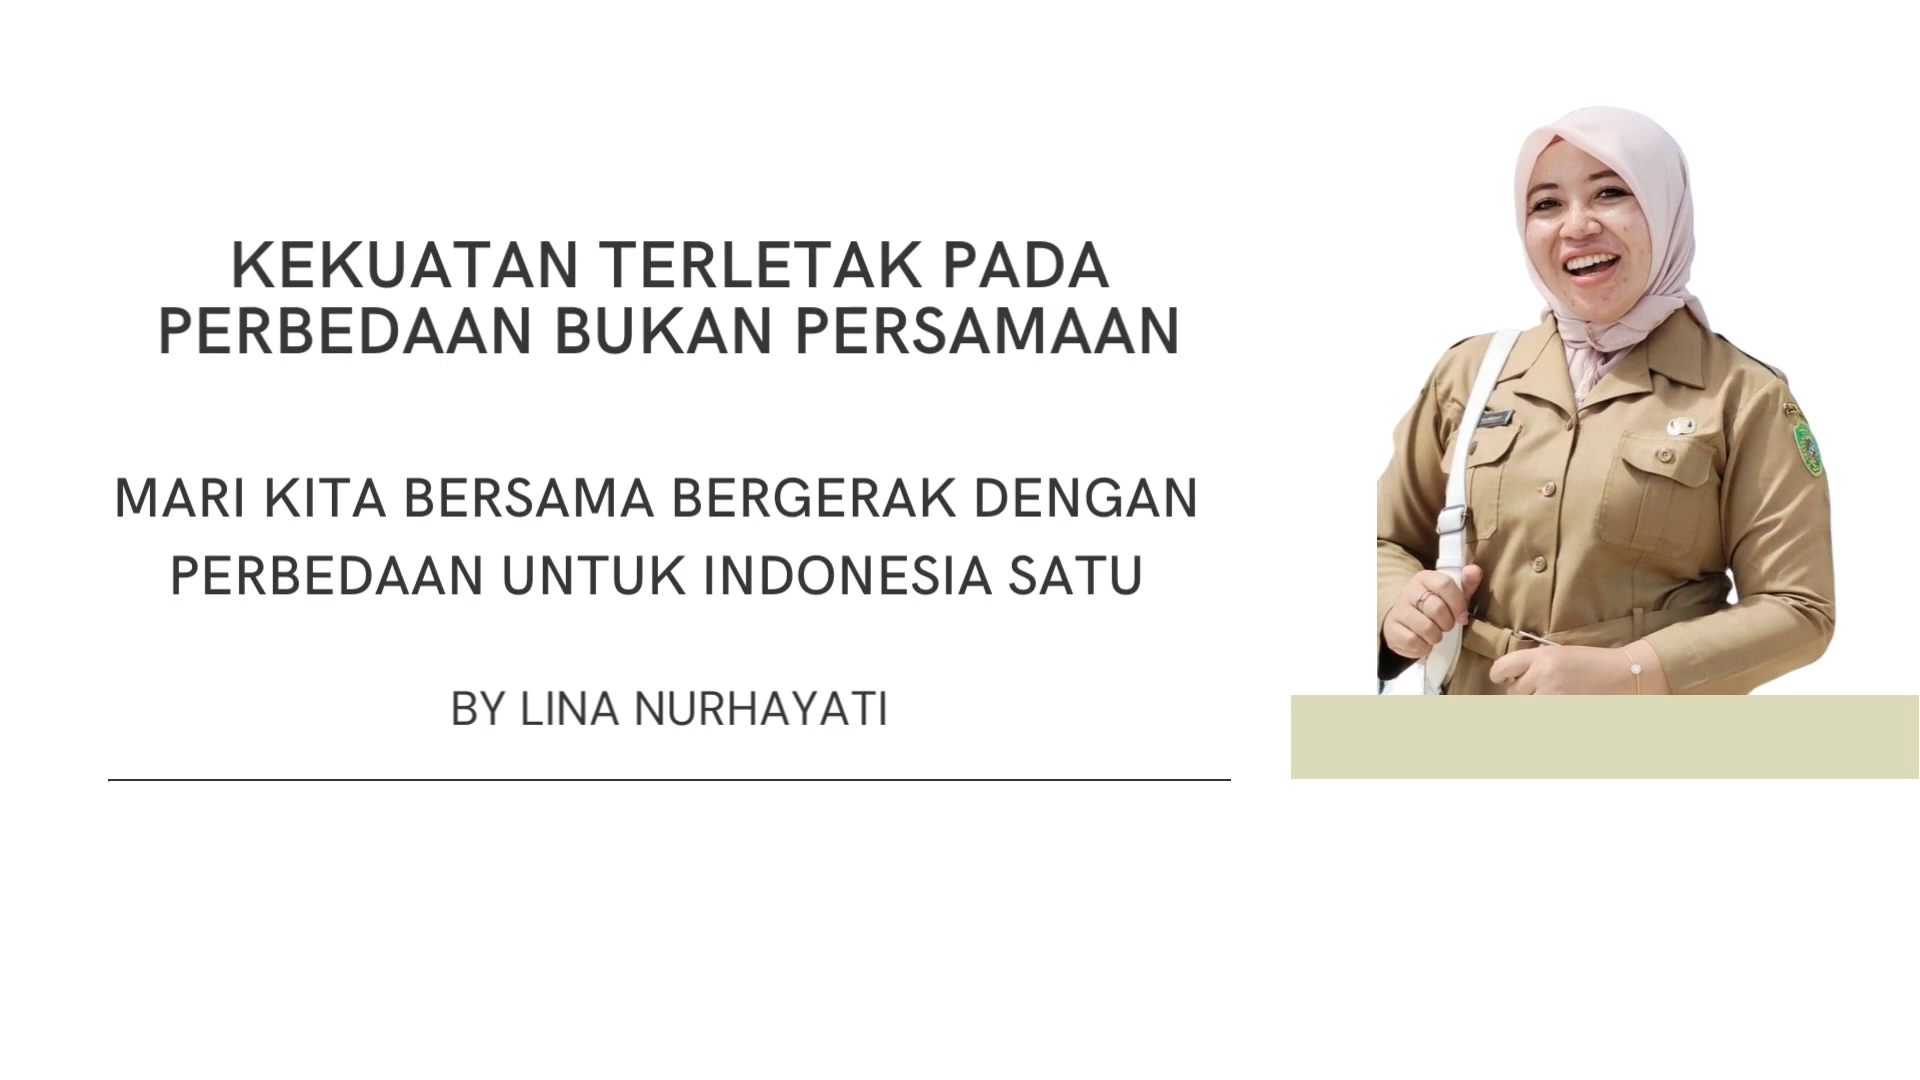 KEKUATAN TERLETAK PADA
PERBEDAAN BUKAN PERSAMAAN
MARI KITA BERSAMA BERGERAK DENGAN
PERBEDAAN UNTUK INDONESIA SATU
BY LINA NURHAYATI